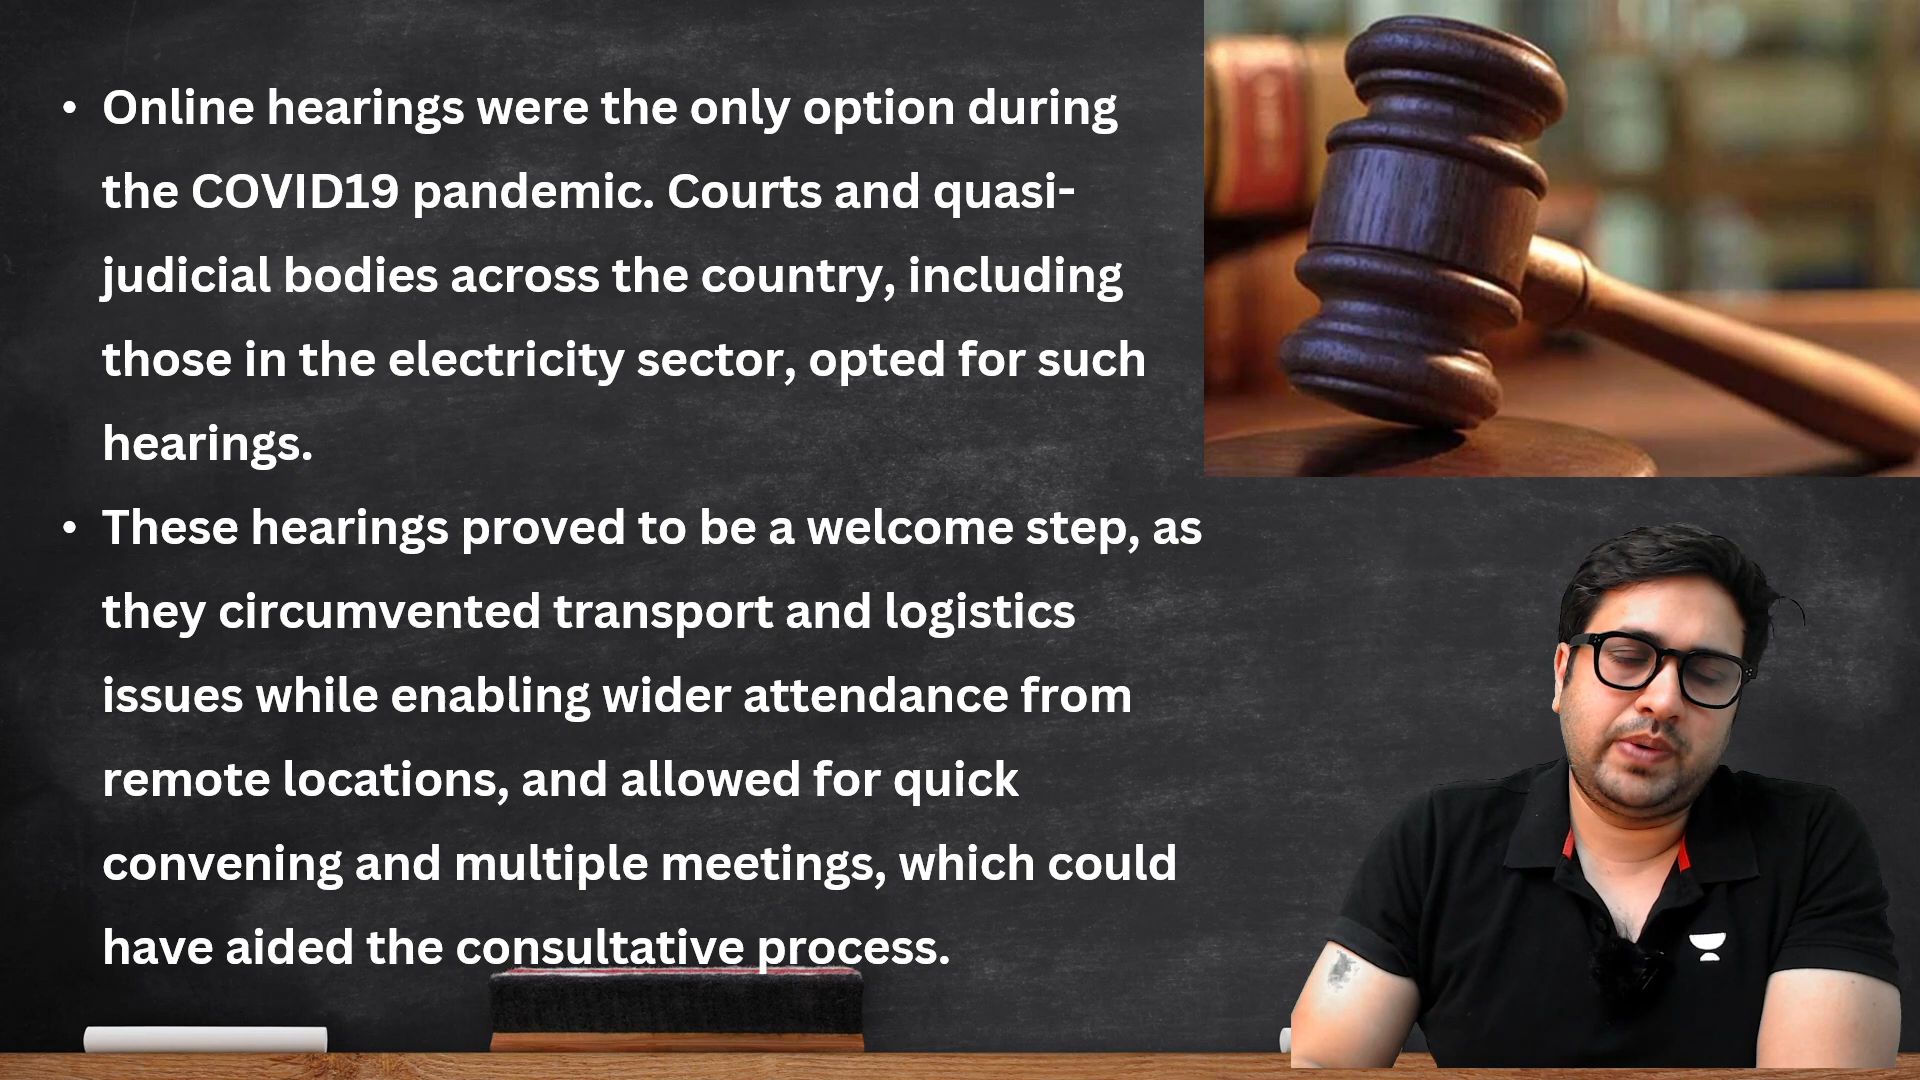 • Online hearings were the only option during
the COVID19 pandemic. Courts and quasi-
judicial bodies across the country, including
those in the electricity sector, opted for such
hearings.
• These hearings proved to be a welcome step, as
they circumvented transport and logistics
issues while enabling wider attendance from
remote locations, and allowed for quick
convening and multiple meetings, which could
have aided the consultative process.